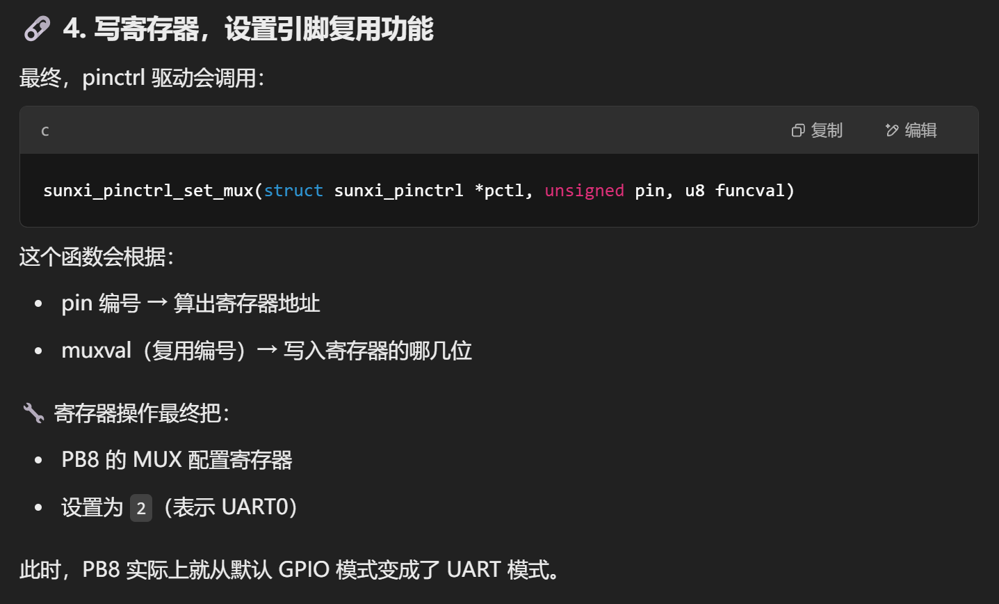 4. 写寄存器，设置引脚复用功能
最终，pinctrl 驱动会调用：
c 复制 编辑
sunxi_pinctrl_set_mux(struct sunxi_pinctrl *pctl, unsigned pin, u8 funcval)
这个函数会根据：
• pin 编号 → 算出寄存器地址
• muxval（复用编号）→ 写入寄存器的哪几位
寄存器操作最终把：
• PB8 的 MUX 配置寄存器
• 设置为 2（表示 UART0）
此时，PB8 实际上就从默认 GPIO 模式变成了 UART 模式。